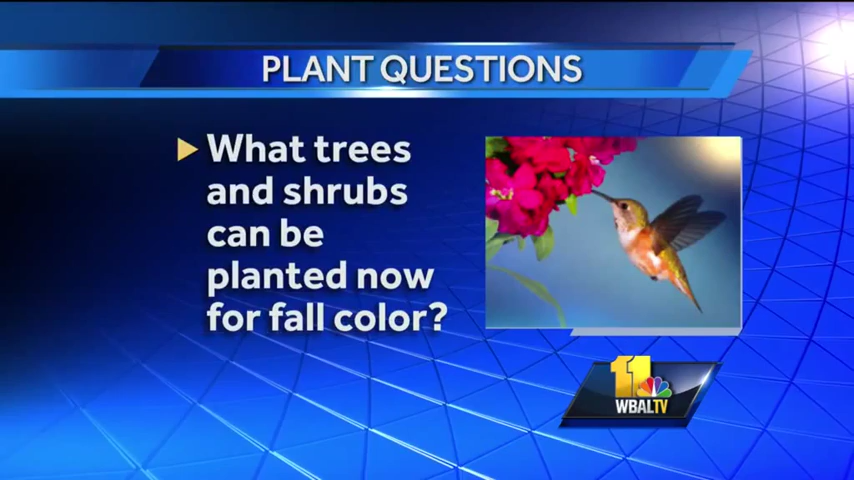 PLANT QUESTIONS
What trees
and shrubs
can be
planted now
for fall color?
11
WBALTV